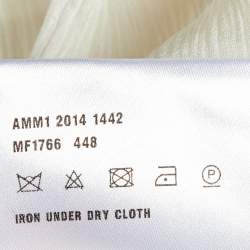 AMM1 2014 1442
MF1766 448
P
IRON UNDER DRY CLOTH